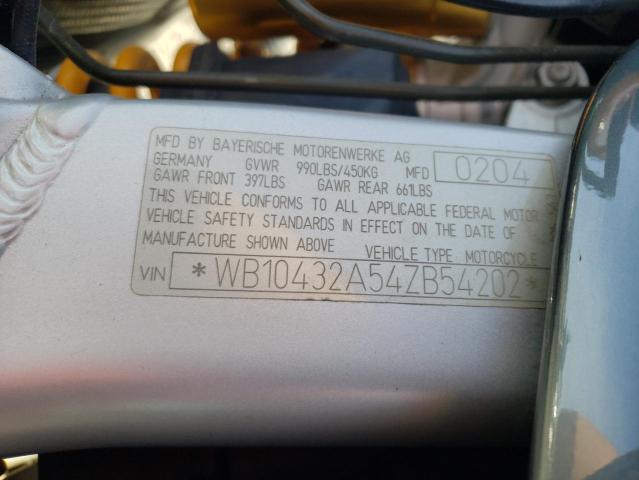 MFD BY BAYERISCHE MOTORENWERKE AG
GERMANY GVWR 990LBS/450KG MFD 0204
GAWR FRONT 397LBS GAWR REAR 661LBS
THIS VEHICLE CONFORMS TO ALL APPLICABLE FEDERAL MOTOR
VEHICLE SAFETY STANDARDS IN EFFECT ON THE DATE OF
MANUFACTURE SHOWN ABOVE VEHICLE TYPE: MOTORCYCLE
VIN *WB10432A54ZB54202*